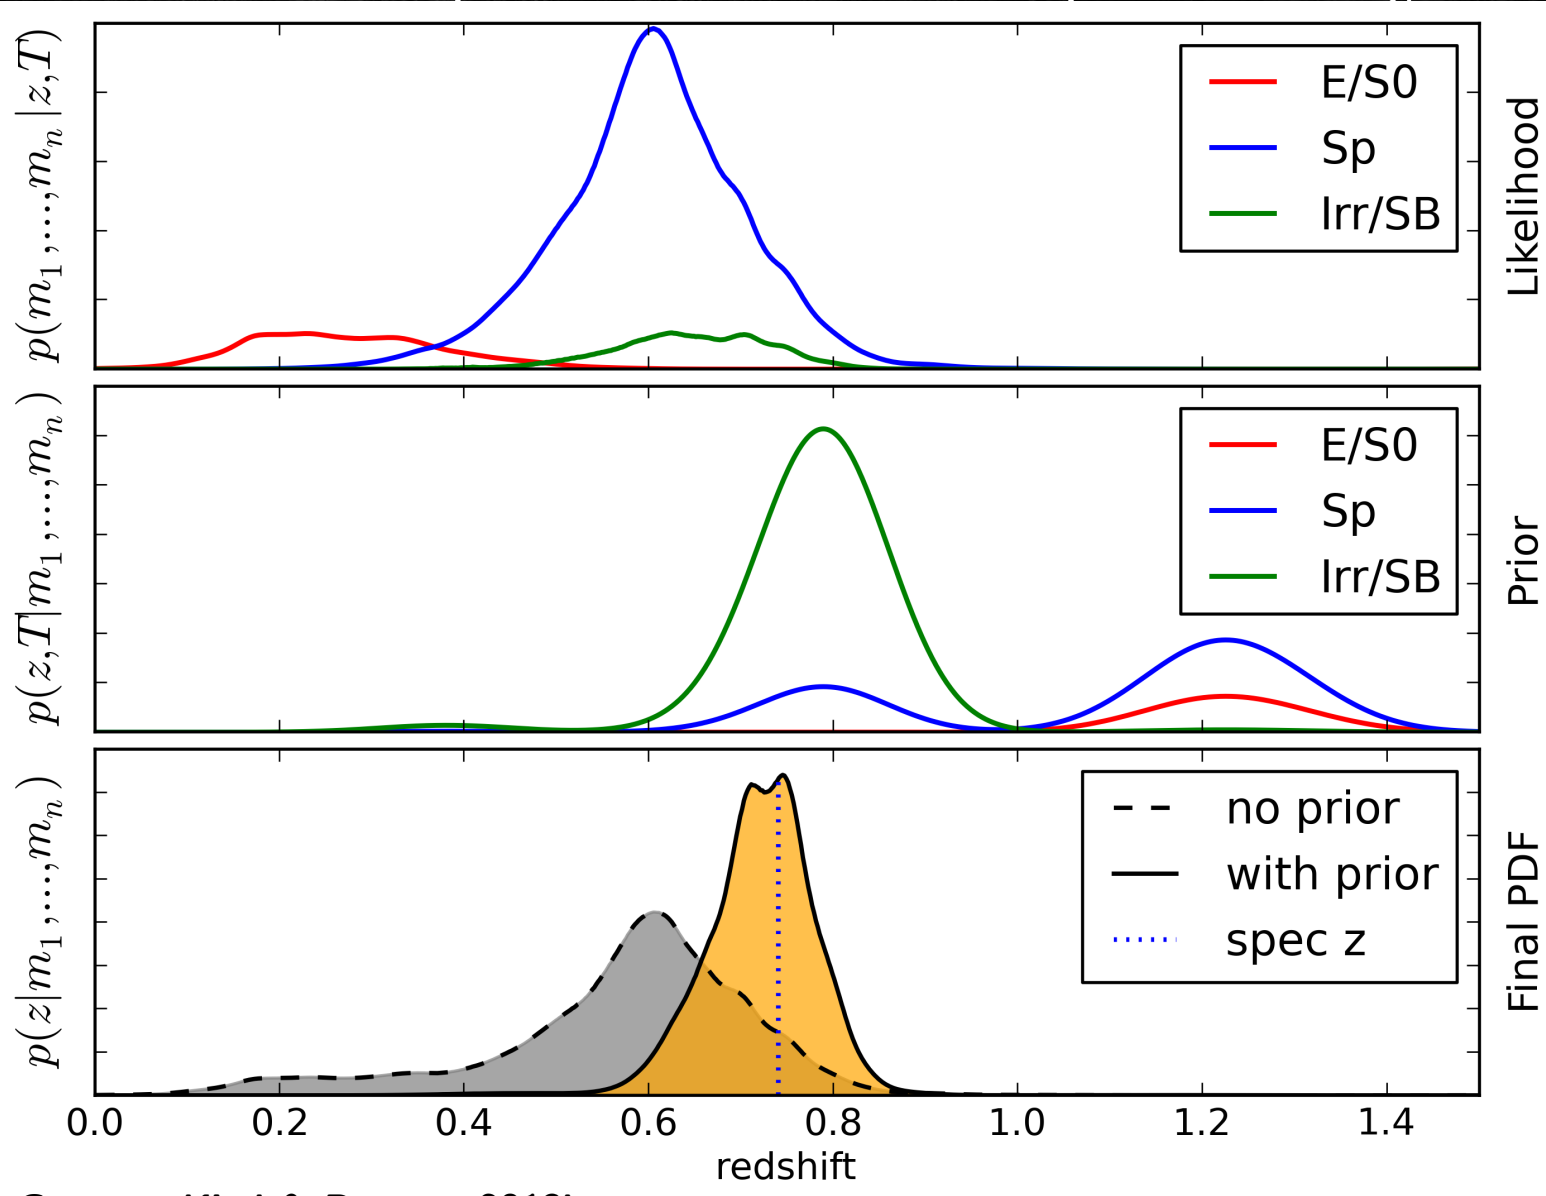 p(m₁,...,mₙ|z,T)
E/S0
Sp
Irr/SB
Likelihood
p(z,T|m₁,...,mₙ)
E/S0
Sp
Irr/SB
Prior
p(z|m₁,...,mₙ)
no prior
with prior
spec z
Final PDF
0.0 0.2 0.4 0.6 0.8 1.0 1.2 1.4
redshift